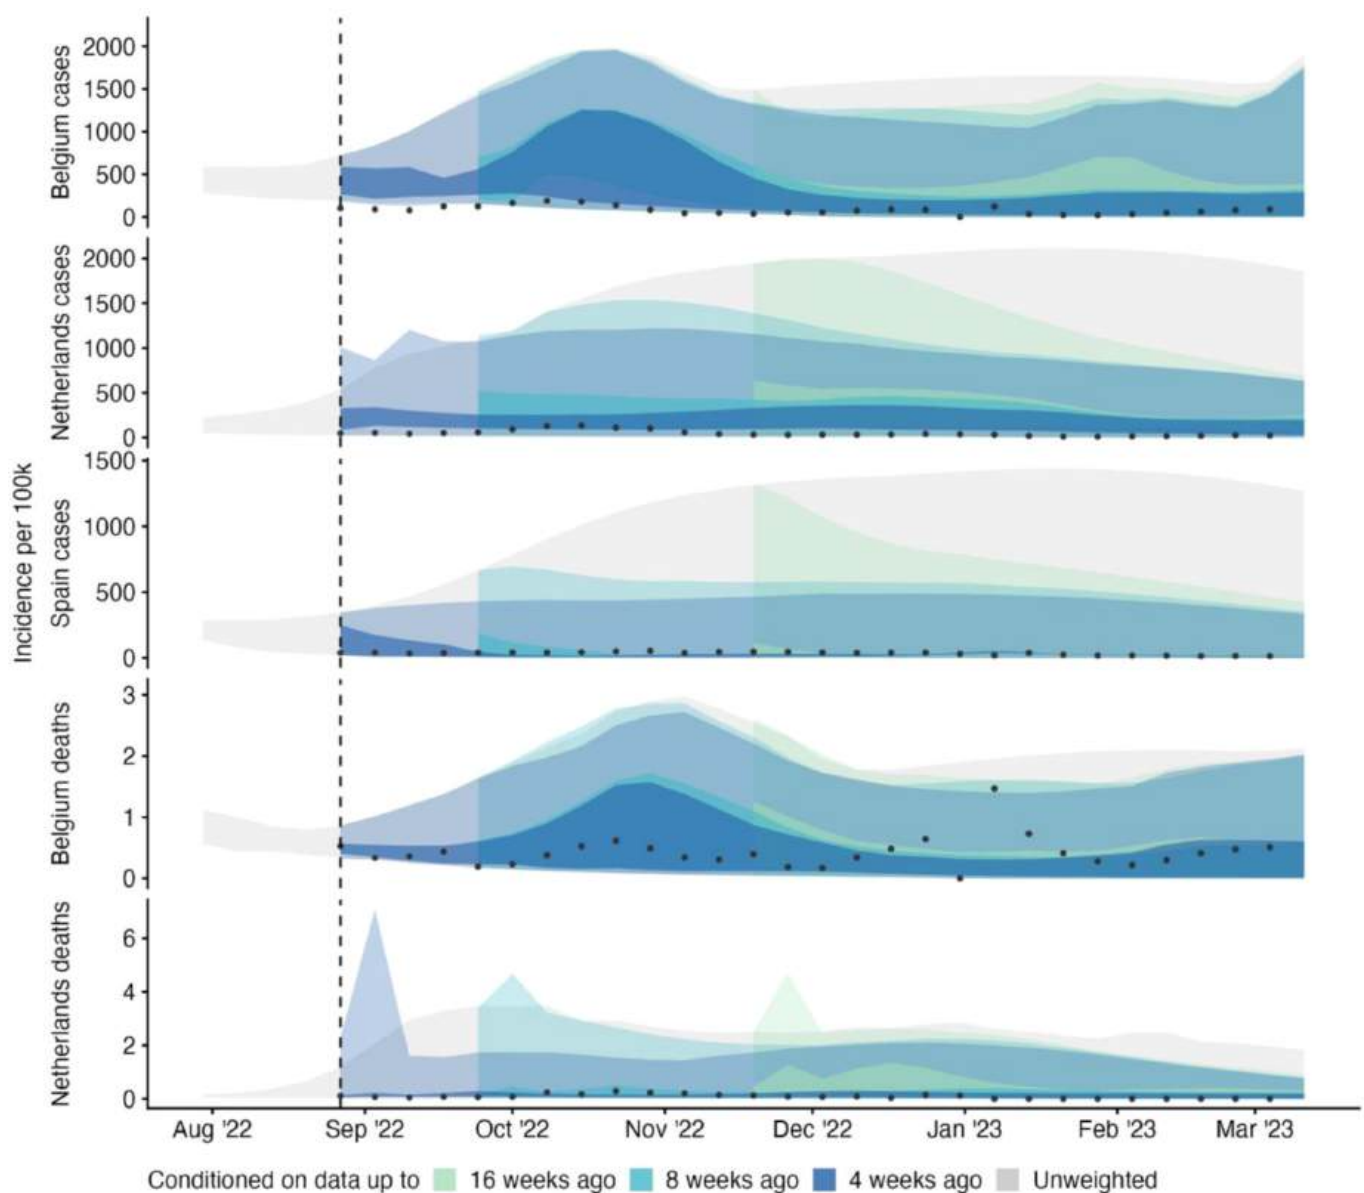 Incidence per 100k
Belgium cases
2000
1500
1000
500
0
Netherlands cases
2000
1500
1000
500
0
Spain cases
1500
1000
500
0
Belgium deaths
3
2
1
0
Netherlands deaths
6
4
2
0
Aug '22 Sep '22 Oct '22 Nov '22 Dec '22 Jan '23 Feb '23 Mar '23
Conditioned on data up to 16 weeks ago 8 weeks ago 4 weeks ago Unweighted